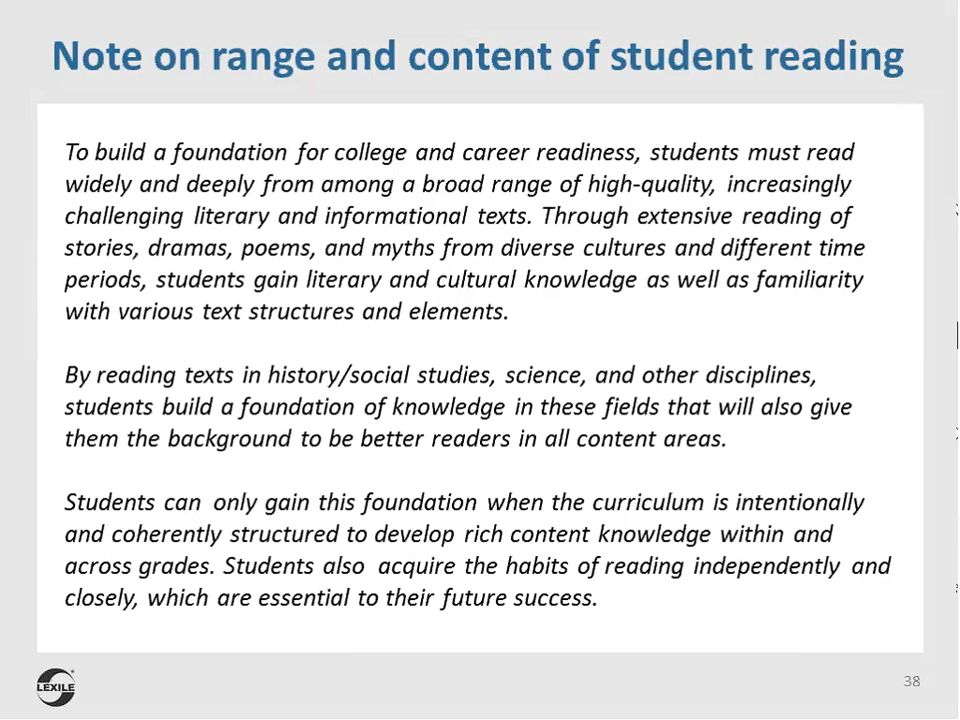 Note on range and content of student reading
To build a foundation for college and career readiness, students must read
widely and deeply from among a broad range of high-quality, increasingly
challenging literary and informational texts. Through extensive reading of
stories, dramas, poems, and myths from diverse cultures and different time
periods, students gain literary and cultural knowledge as well as familiarity
with various text structures and elements.
By reading texts in history/social studies, science, and other disciplines,
students build a foundation of knowledge in these fields that will also give
them the background to be better readers in all content areas.
Students can only gain this foundation when the curriculum is intentionally
and coherently structured to develop rich content knowledge within and
across grades. Students also acquire the habits of reading independently and
closely, which are essential to their future success.
LEXILE
38